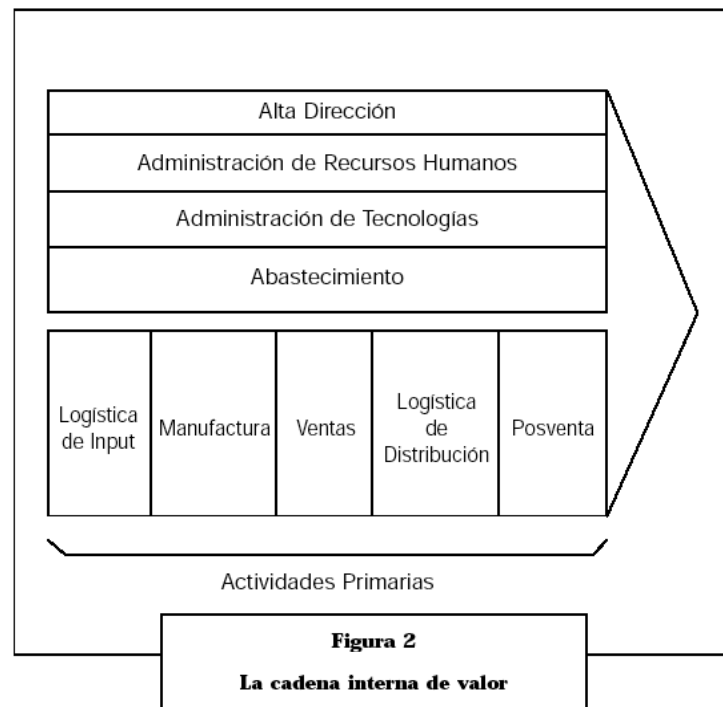 Alta Dirección
Administración de Recursos Humanos
Administración de Tecnologías
Abastecimiento
Logística
de Input
Manufactura
Ventas
Logística
de
Distribución
Posventa
Actividades Primarias
Figura 2
La cadena interna de valor